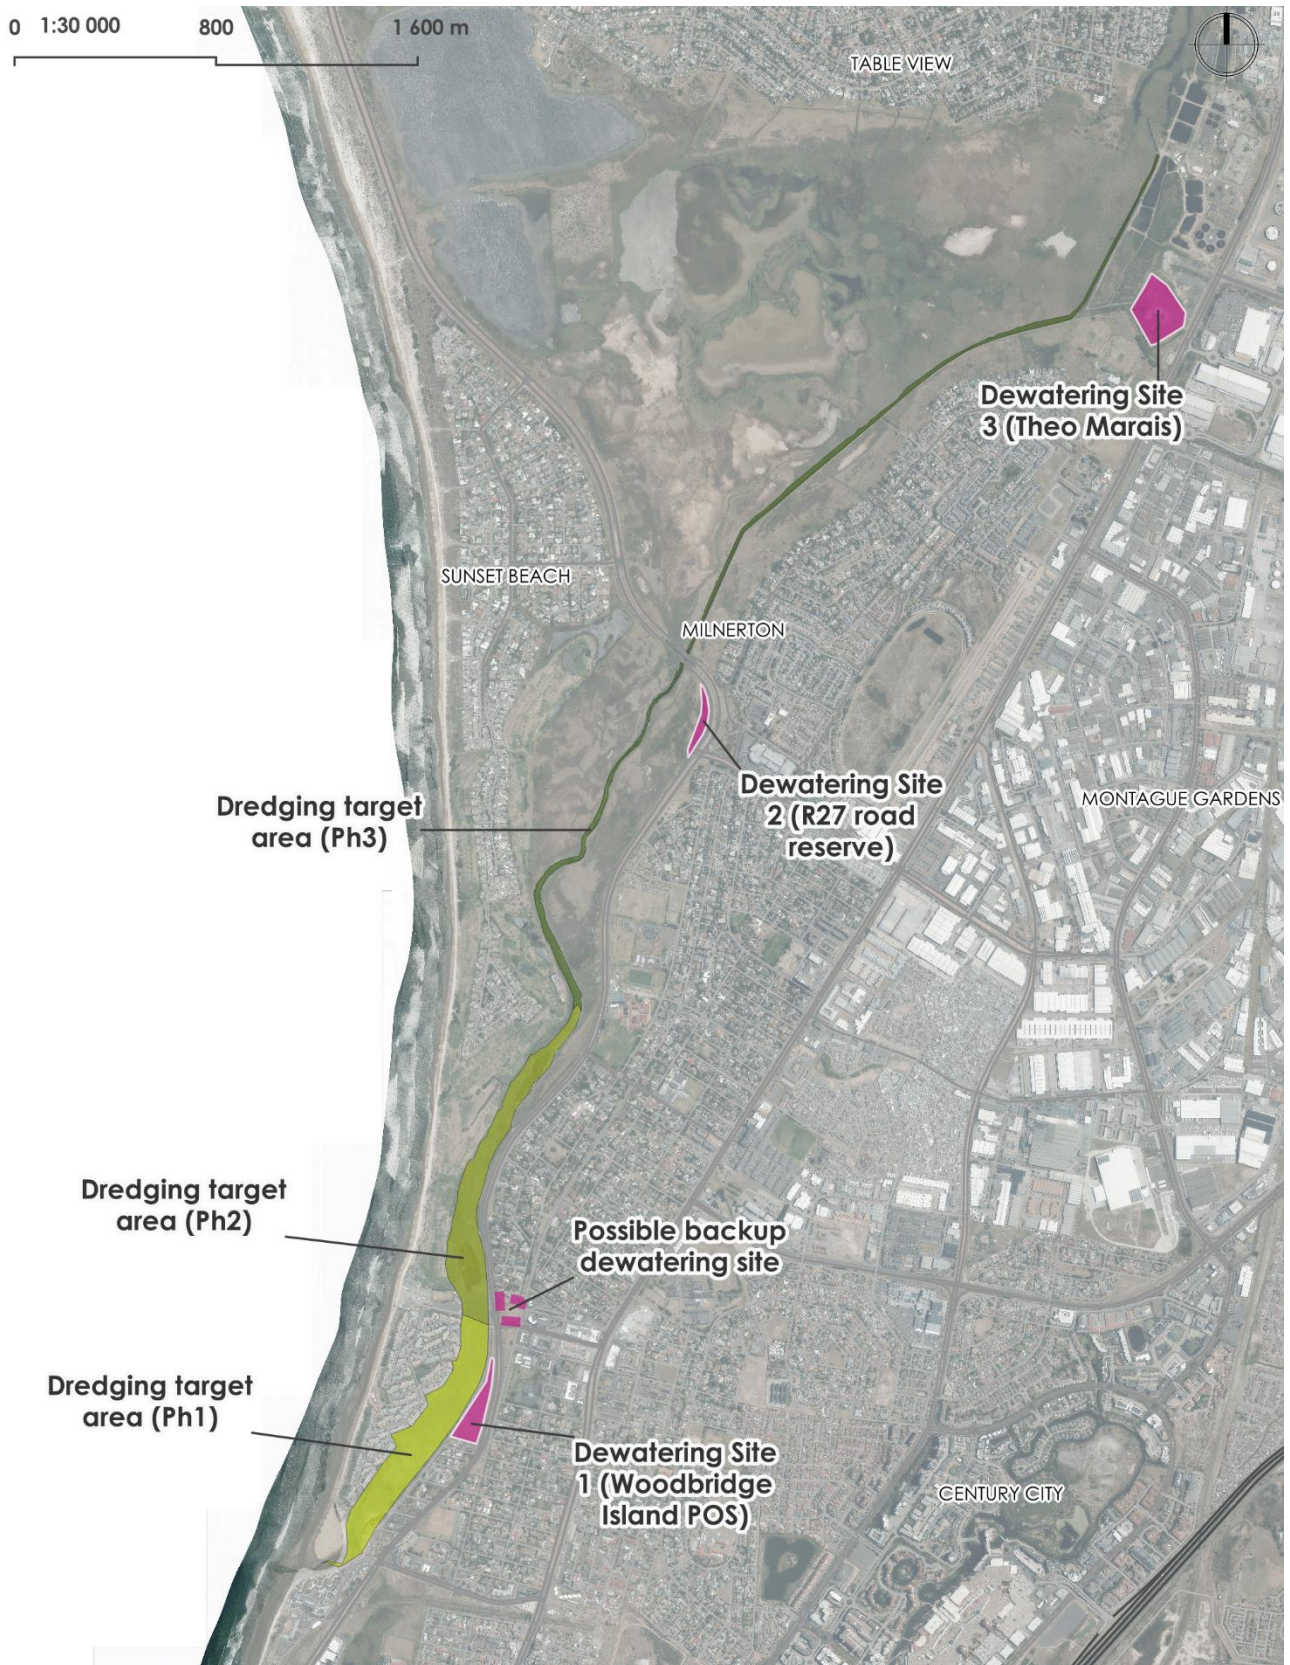 0 1:30 000 800 1 600 m
TABLE VIEW
Dewatering Site
3 (Theo Marais)
SUNSET BEACH
MILNERTON
Dewatering Site
2 (R27 road
reserve)
MONTAGUE GARDENS
Dredging target
area (Ph3)
Dredging target
area (Ph2)
Possible backup
dewatering site
Dredging target
area (Ph1)
Dewatering Site
1 (Woodbridge
Island POS)
CENTURY CITY